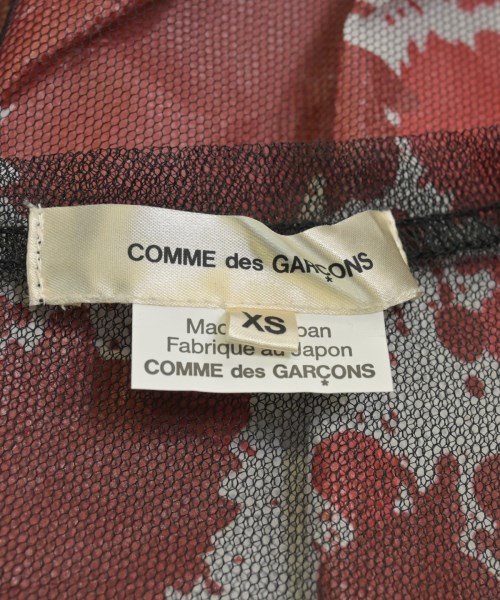 COMME des GARÇONS
XS
Fabrique au Japon
COMME des GARÇONS